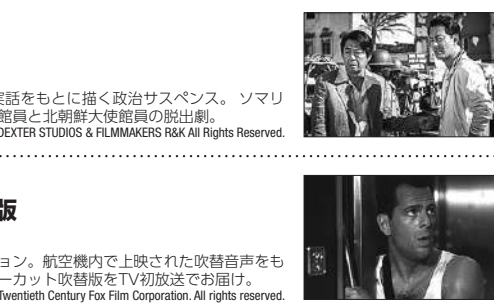 実話をもとに描く政治サスペンス。 ソマリ
館員と北朝鮮大使館員の脱出劇。
DEXTER STUDIOS & FILMMAKERS R&K All Rights Reserved.
版
ョン。航空機内で上映された吹替音声をも
ーカット吹替版をTV初放送でお届け。
Twentieth Century Fox Film Corporation. All rights reserved.